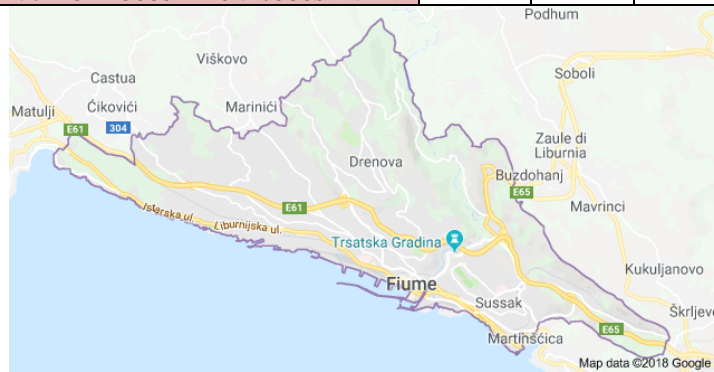 Podhum
Viškovo
Soboli
Castua
Matulji
Ćikovići
Marinići
E61
304
Zaule di
Liburnia
Drenova
Buzdohanj
E65
Mavrinci
E61
Istarska ul.
Liburnijska ul.
Trsatska Gradina
Kukuljanovo
Fiume
Sussak
Škrljevo
E65
Martinšćica
Map data ©2018 Google